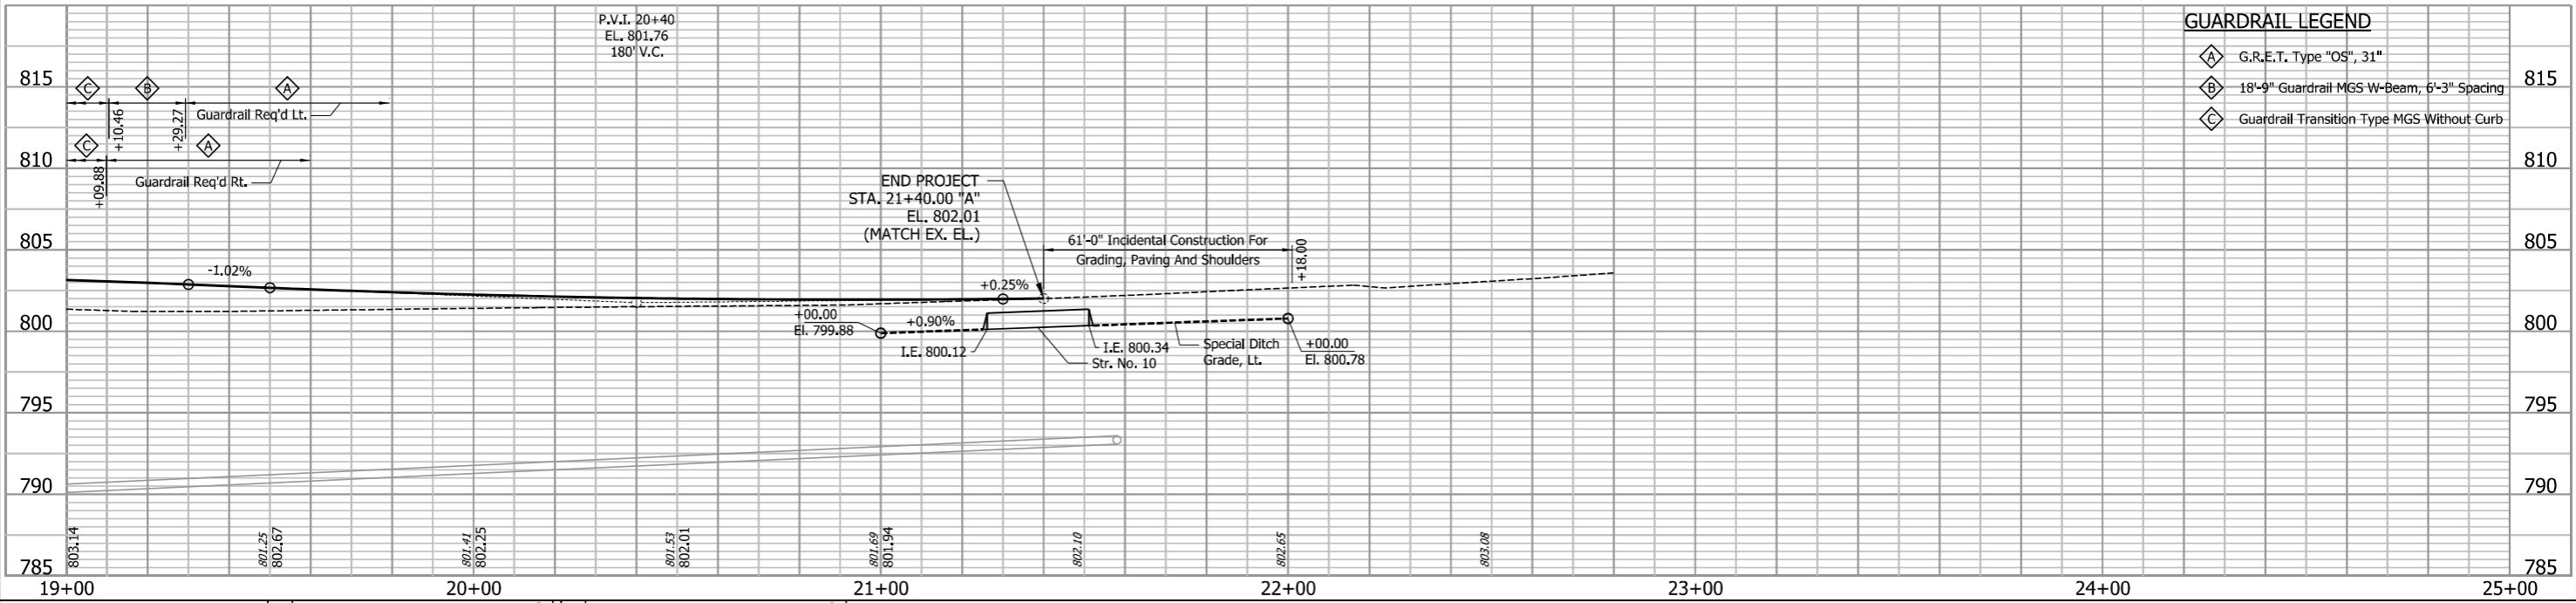 P.V.I. 20+40
EL. 801.76
180' V.C.
GUARDRAIL LEGEND
A G.R.E.T. Type "OS", 31"
B 18'-9" Guardrail MGS W-Beam, 6'-3" Spacing
C Guardrail Transition Type MGS Without Curb
815
815
C
B
A
+10.46
+29.27
Guardrail Req'd Lt.
C
A
810
810
+09.88
Guardrail Req'd Rt.
END PROJECT
STA. 21+40.00 "A"
EL. 802.01
(MATCH EX. EL.)
61'-0" Incidental Construction For
Grading, Paving And Shoulders
+18.00
805
805
-1.02%
+0.25%
800
800
+00.00
El. 799.88
+0.90%
I.E. 800.12
I.E. 800.34
Str. No. 10
Special Ditch
Grade, Lt.
+00.00
El. 800.78
795
795
790
790
803.14
801.25
802.67
801.41
802.25
801.53
802.01
801.69
801.94
802.10
802.65
803.08
785
785
19+00
20+00
21+00
22+00
23+00
24+00
25+00